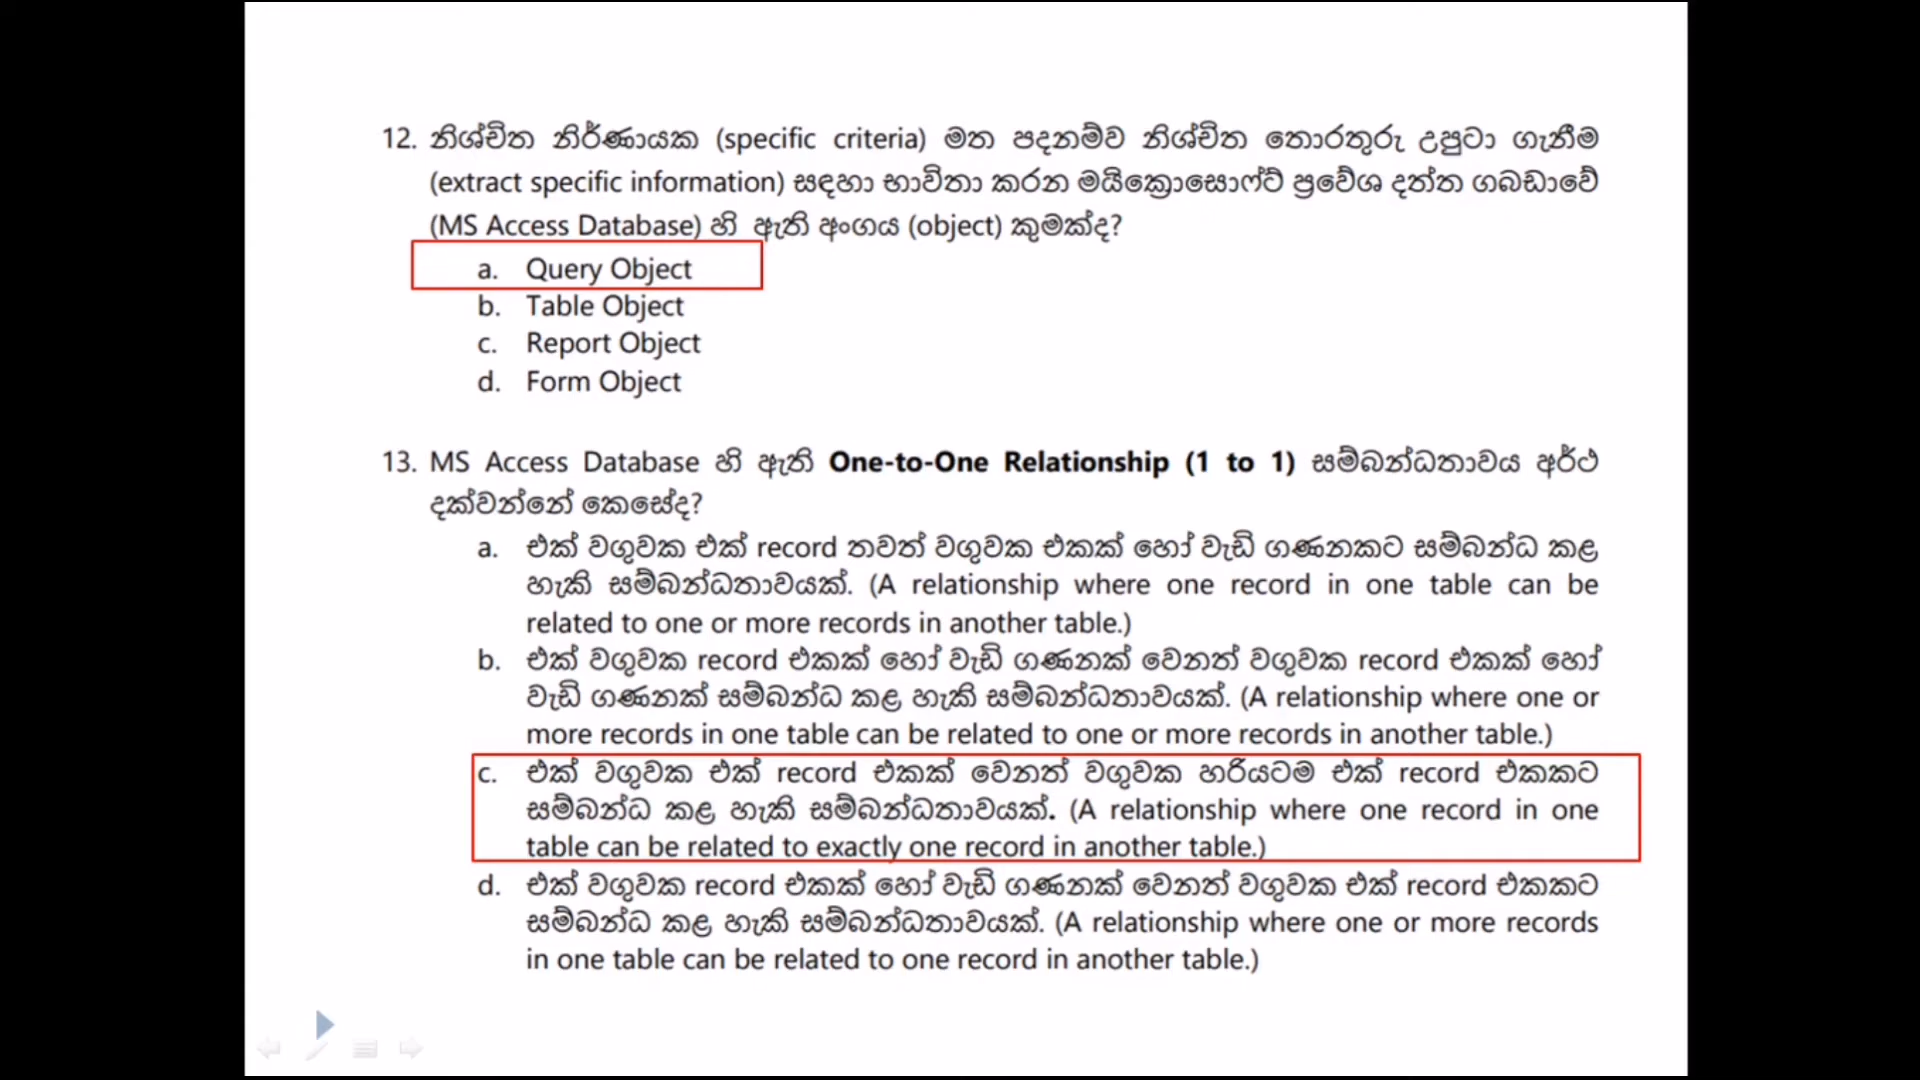 12. නිශ්චිත නිර්ණායක (specific criteria) මත පදනම්ව නිශ්චිත තොරතුරු උපුටා ගැනීම
(extract specific information) සඳහා භාවිතා කරන මයික්‍රොසොෆ්ට් ප්‍රවේශ දත්ත ගබඩාවේ
(MS Access Database) හි ඇති අංගය (object) කුමක්ද?
a. Query Object
b. Table Object
c. Report Object
d. Form Object
13. MS Access Database හි ඇති One-to-One Relationship (1 to 1) සම්බන්ධතාවය අර්ථ
දක්වන්නේ කෙසේද?
a. එක් වගුවක එක් record තවත් වගුවක එකක් හෝ වැඩි ගණනකට සම්බන්ධ කළ
හැකි සම්බන්ධතාවයක්. (A relationship where one record in one table can be
related to one or more records in another table.)
b. එක් වගුවක record එකක් හෝ වැඩි ගණනක් වෙනත් වගුවක record එකක් හෝ
වැඩි ගණනක් සම්බන්ධ කළ හැකි සම්බන්ධතාවයක්. (A relationship where one or
more records in one table can be related to one or more records in another table.)
c. එක් වගුවක එක් record එකක් වෙනත් වගුවක හරියටම එක් record එකකට
සම්බන්ධ කළ හැකි සම්බන්ධතාවයක්. (A relationship where one record in one
table can be related to exactly one record in another table.)
d. එක් වගුවක record එකක් හෝ වැඩි ගණනක් වෙනත් වගුවක එක් record එකකට
සම්බන්ධ කළ හැකි සම්බන්ධතාවයක්. (A relationship where one or more records
in one table can be related to one record in another table.)